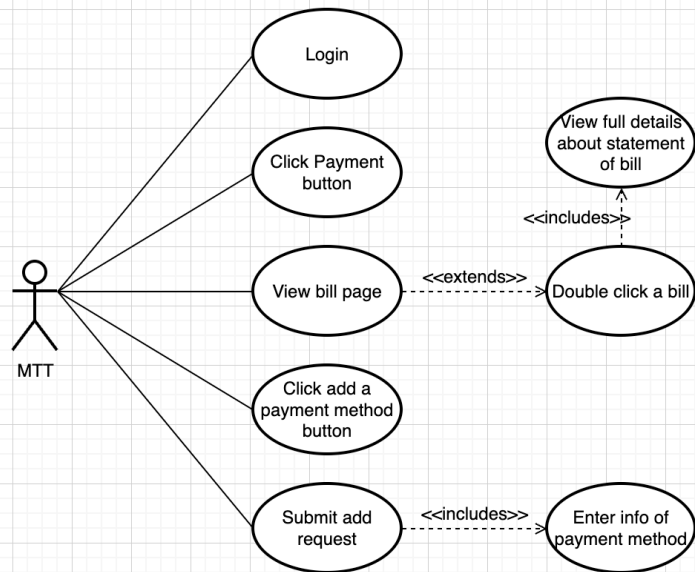 Login
View full details
about statement
of bill
Click Payment
button
<<includes>>
View bill page
<<extends>>
Double click a bill
MTT
Click add a
payment method
button
Submit add
request
<<includes>>
Enter info of
payment method